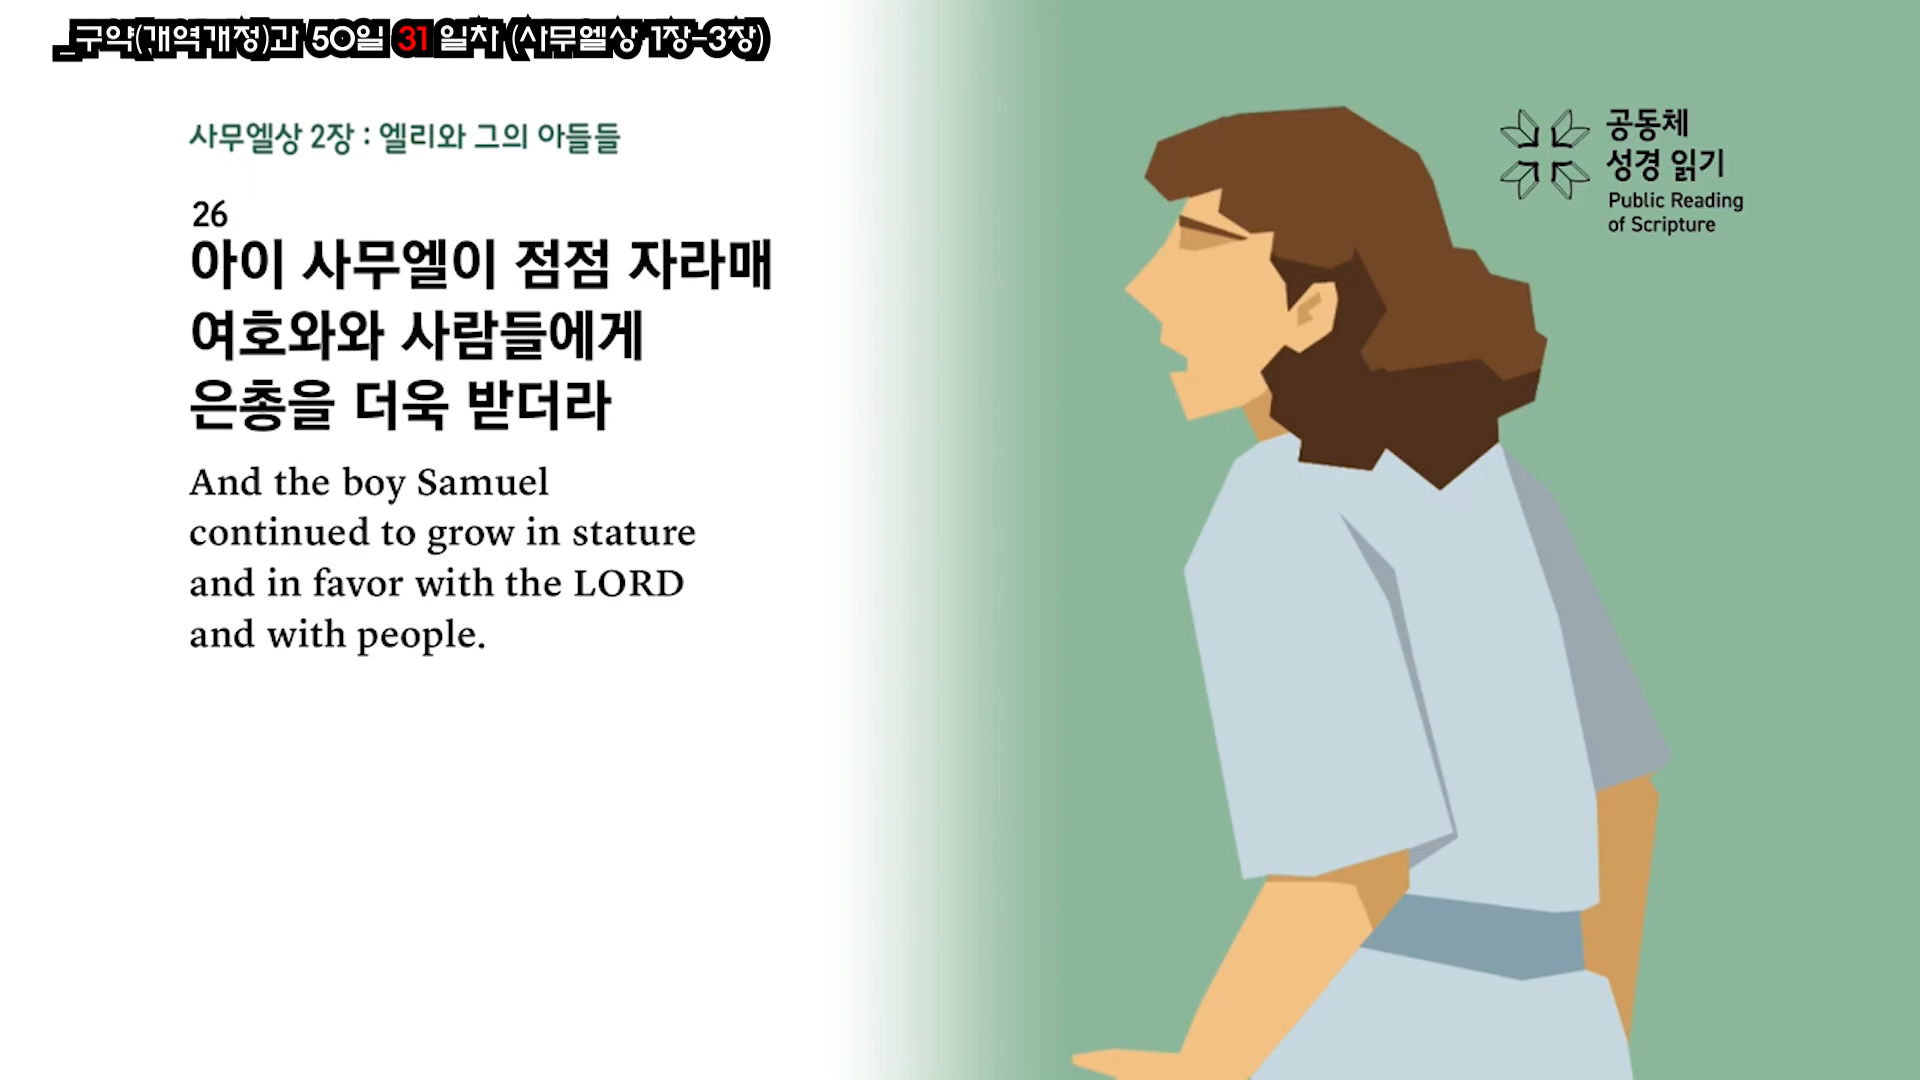 _구약(개역개정)과 50일 31 일차 (사무엘상 1장-3장)
사무엘상 2장 : 엘리와 그의 아들들
26
아이 사무엘이 점점 자라매
여호와와 사람들에게
은총을 더욱 받더라
And the boy Samuel
continued to grow in stature
and in favor with the LORD
and with people.
공동체
성경 읽기
Public Reading
of Scripture